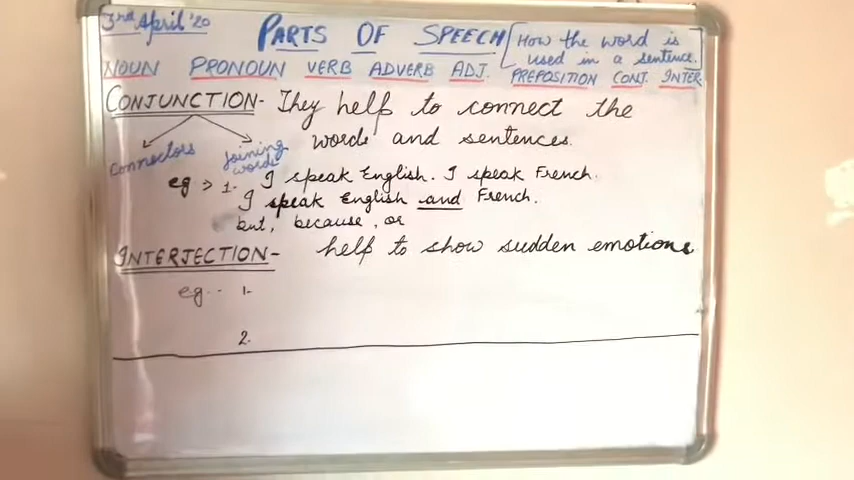 3rd April '20
PARTS OF SPEECH [How the word is
used in a sentence.]
NOUN PRONOUN VERB ADVERB ADJ. PREPOSITION CONJ. INTER.
CONJUNCTION- They help to connect the
words and sentences.
Connectors
Joining
words
eg > 1. I speak English. I speak French.
I speak English and French.
but, because, or
INTERJECTION- help to show sudden emotions
eg.- 1.
2.